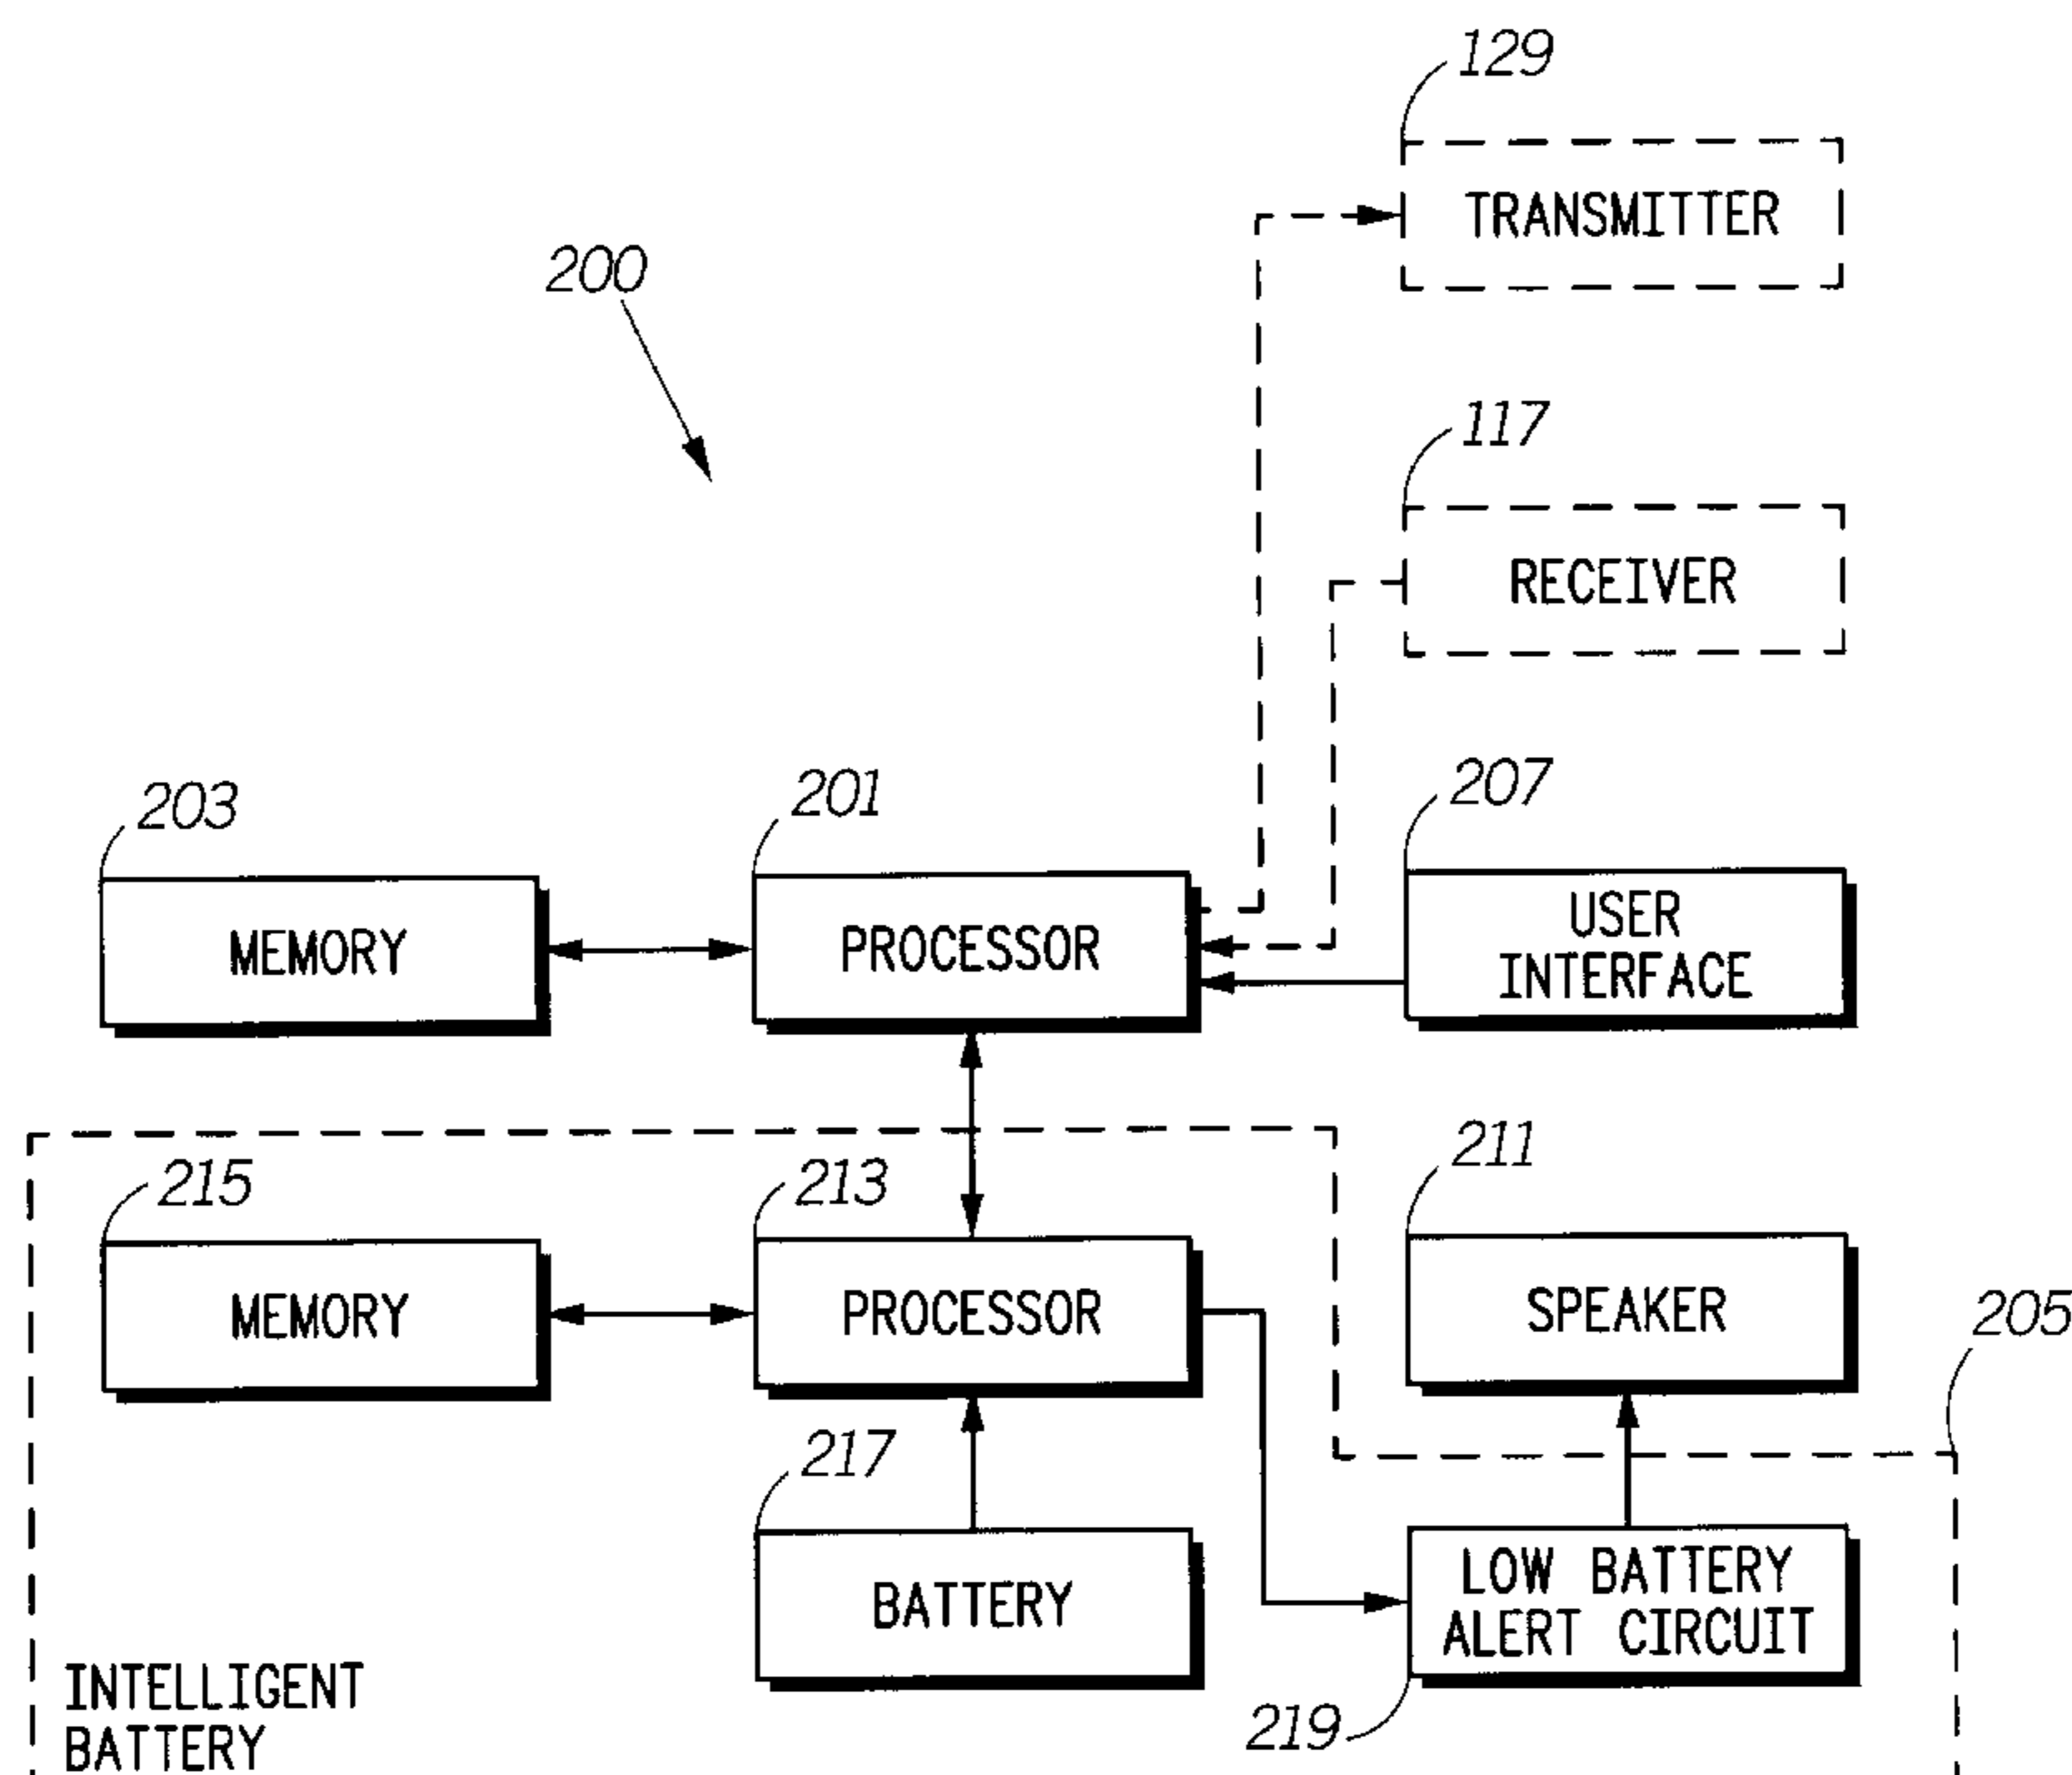 129
TRANSMITTER
200
117
RECEIVER
203
201
207
MEMORY
PROCESSOR
USER
INTERFACE
215
213
211
205
MEMORY
PROCESSOR
SPEAKER
217
BATTERY
LOW BATTERY
ALERT CIRCUIT
219
INTELLIGENT
BATTERY